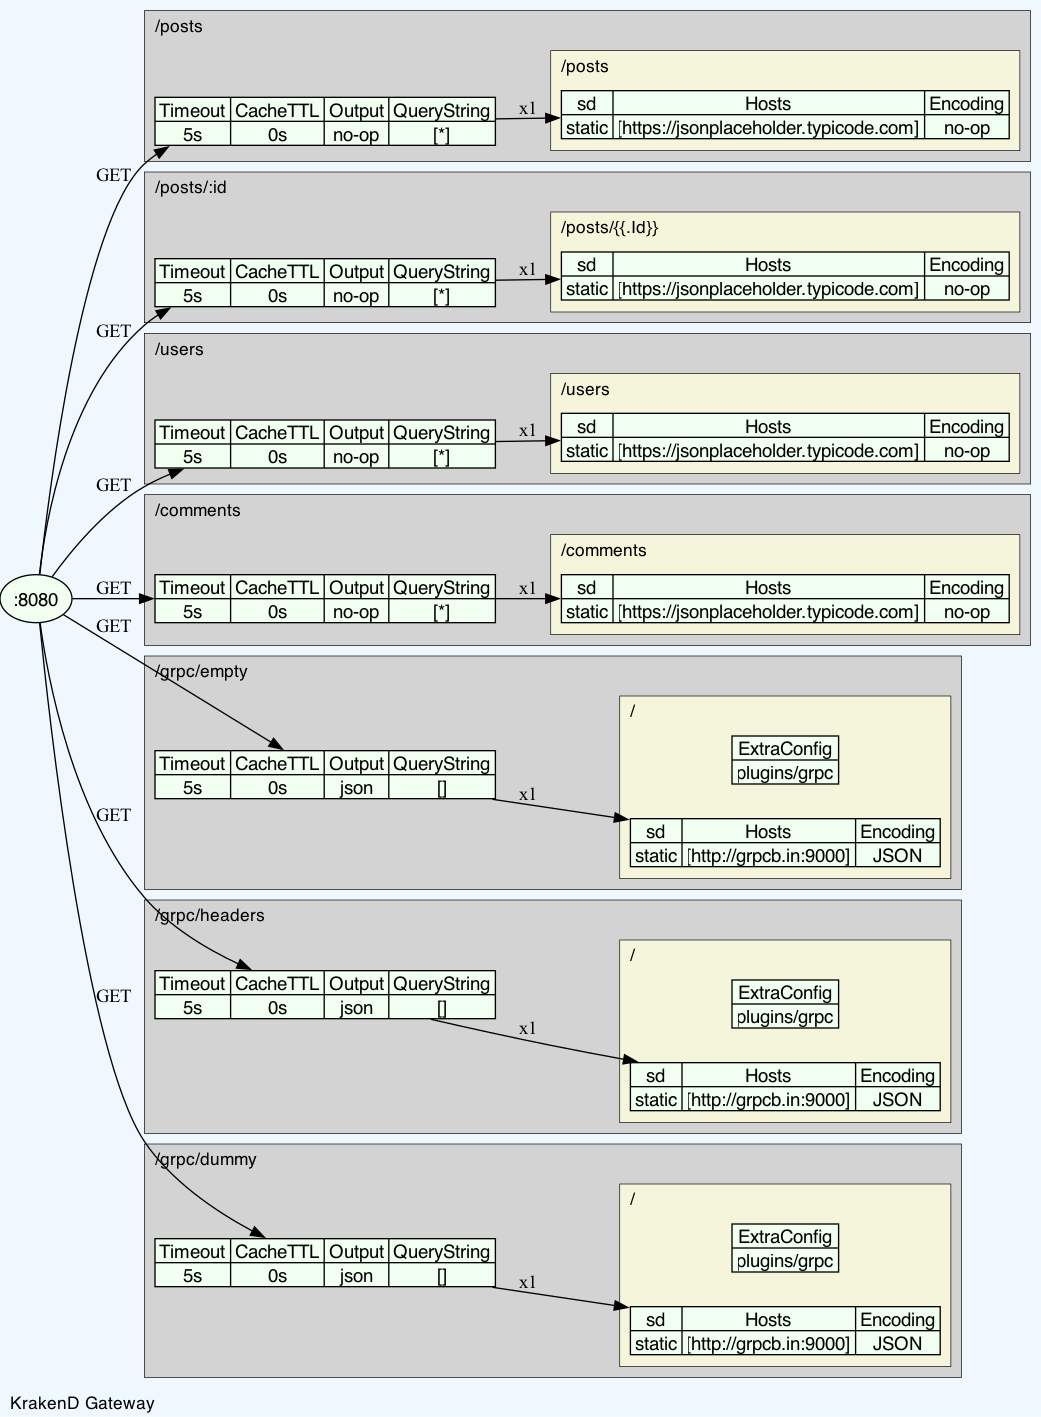 /posts
/posts
Timeout CacheTTL Output QueryString
5s 0s no-op [*]
x1
sd Hosts Encoding
static [https://jsonplaceholder.typicode.com] no-op
GET
/posts/:id
/posts/{{.Id}}
Timeout CacheTTL Output QueryString
5s 0s no-op [*]
x1
sd Hosts Encoding
static [https://jsonplaceholder.typicode.com] no-op
GET
/users
/users
Timeout CacheTTL Output QueryString
5s 0s no-op [*]
x1
sd Hosts Encoding
static [https://jsonplaceholder.typicode.com] no-op
GET
/comments
/comments
:8080
GET
Timeout CacheTTL Output QueryString
5s 0s no-op [*]
x1
sd Hosts Encoding
static [https://jsonplaceholder.typicode.com] no-op
GET
/grpc/empty
/
ExtraConfig
plugins/grpc
Timeout CacheTTL Output QueryString
5s 0s json []
x1
sd Hosts Encoding
static [http://grpcb.in:9000] JSON
GET
/grpc/headers
/
ExtraConfig
plugins/grpc
Timeout CacheTTL Output QueryString
5s 0s json []
x1
sd Hosts Encoding
static [http://grpcb.in:9000] JSON
GET
/grpc/dummy
/
ExtraConfig
plugins/grpc
Timeout CacheTTL Output QueryString
5s 0s json []
x1
sd Hosts Encoding
static [http://grpcb.in:9000] JSON
KrakenD Gateway